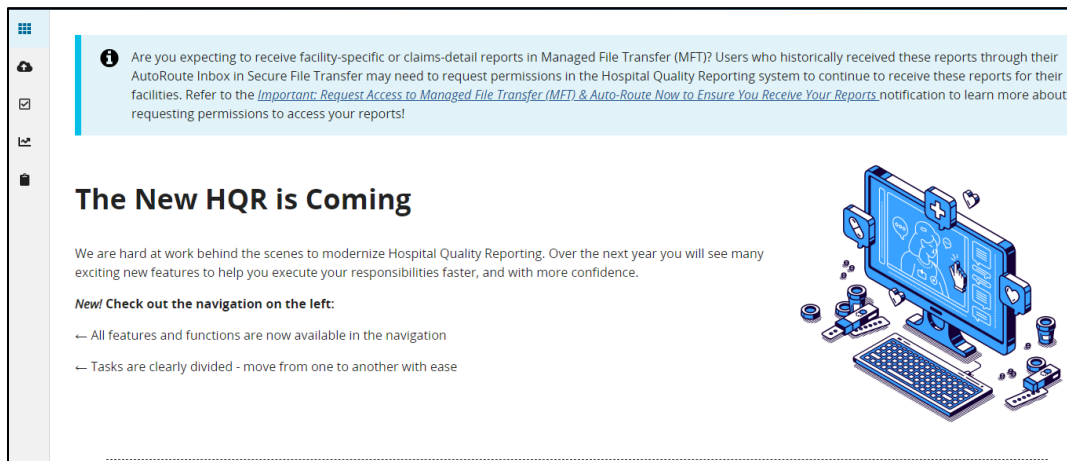 Are you expecting to receive facility-specific or claims-detail reports in Managed File Transfer (MFT)? Users who historically received these reports through their
AutoRoute Inbox in Secure File Transfer may need to request permissions in the Hospital Quality Reporting system to continue to receive these reports for their
facilities. Refer to the Important: Request Access to Managed File Transfer (MFT) & Auto-Route Now to Ensure You Receive Your Reports notification to learn more about
requesting permissions to access your reports!
The New HQR is Coming
We are hard at work behind the scenes to modernize Hospital Quality Reporting. Over the next year you will see many
exciting new features to help you execute your responsibilities faster, and with more confidence.
New! Check out the navigation on the left:
← All features and functions are now available in the navigation
← Tasks are clearly divided - move from one to another with ease